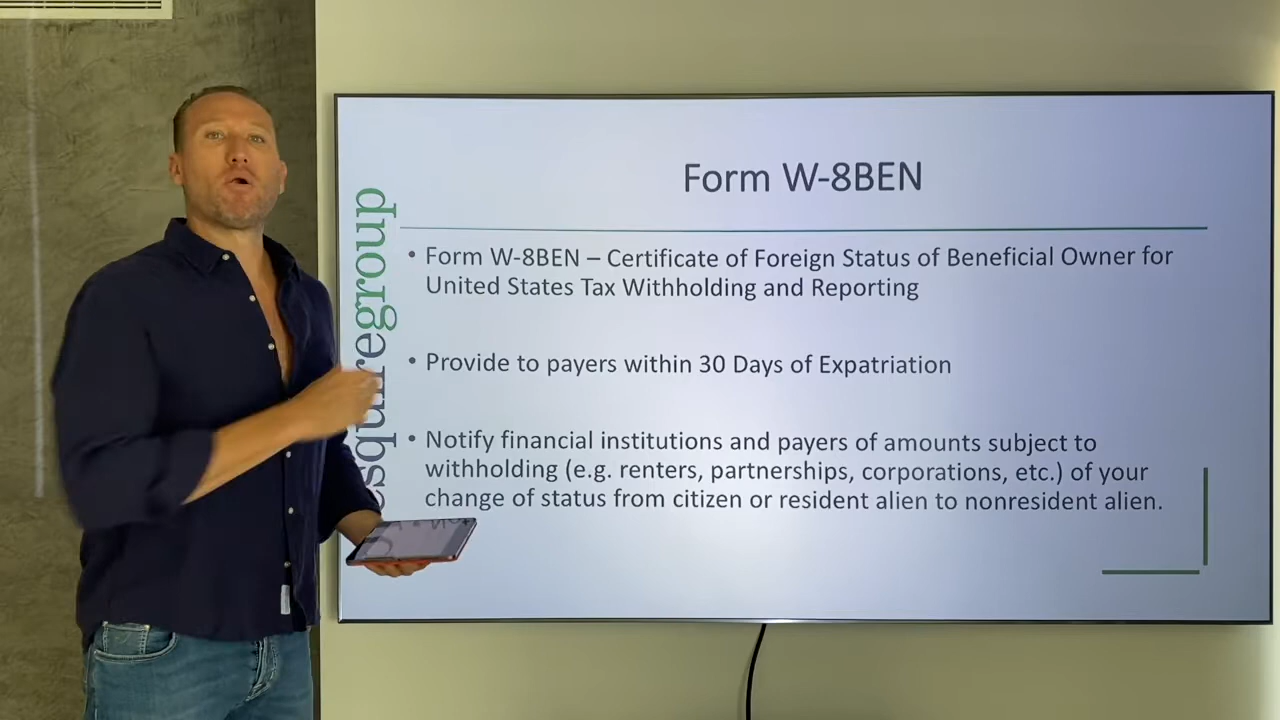 Form W-8BEN
esquiregroup
• Form W-8BEN – Certificate of Foreign Status of Beneficial Owner for
United States Tax Withholding and Reporting
• Provide to payers within 30 Days of Expatriation
• Notify financial institutions and payers of amounts subject to
withholding (e.g. renters, partnerships, corporations, etc.) of your
change of status from citizen or resident alien to nonresident alien.